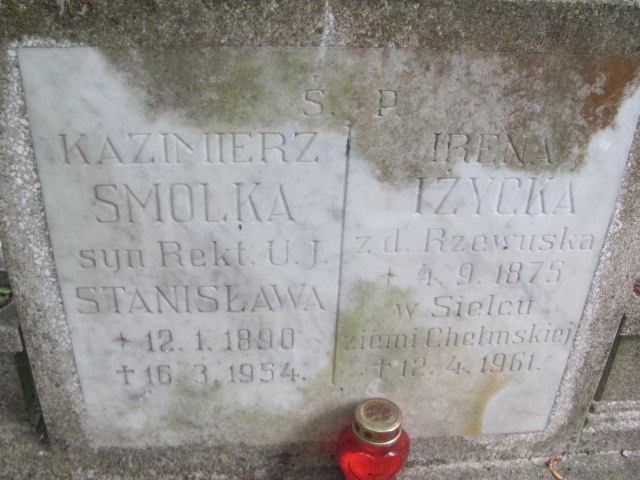 Ś. P.
KAZIMIERZ
SMOLKA
syn Rekt. U.J.
STANISŁAWA
* 12.1.1890
† 16.3.1954.
IRENA
IŻYCKA
z d. Rzewuska
* 4.9.1875
w Sielcu
ziemi Chełmskiej
† 12.4.1961.